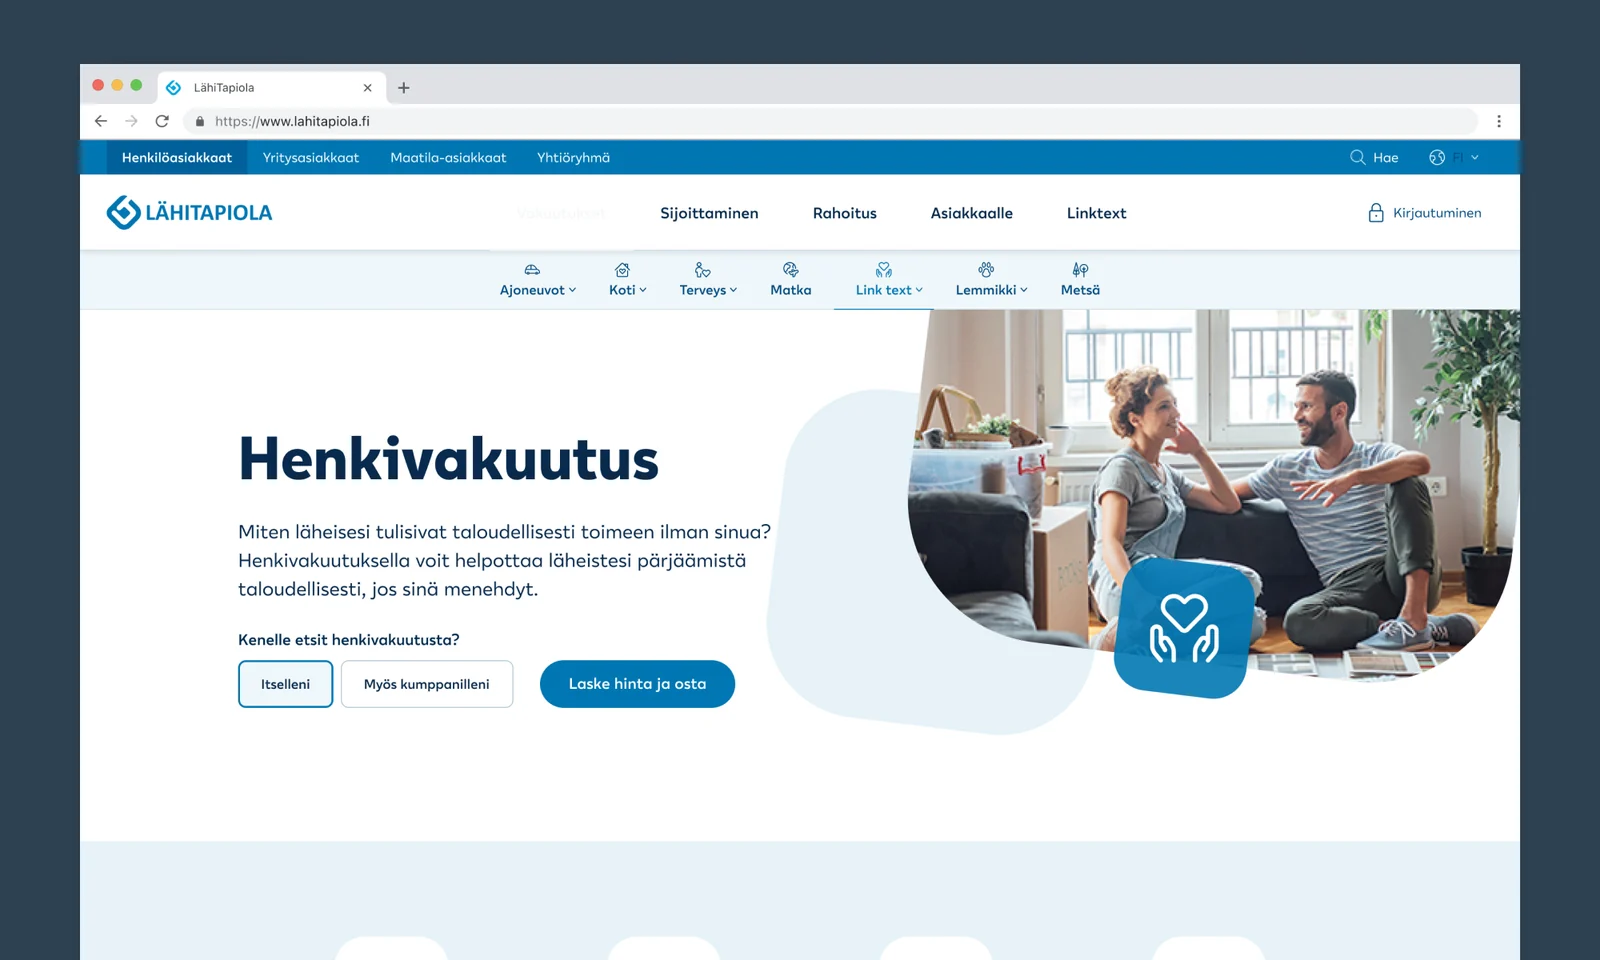 LähiTapiola
https://www.lahitapiola.fi
Henkilöasiakkaat Yritysasiakkaat Maatila-asiakkaat Yhtiöryhmä Hae FI
LÄHITAPIOLA Vakuutukset Sijoittaminen Rahoitus Asiakkaalle Linktext Kirjautuminen
Ajoneuvot Koti Terveys Matka Link text Lemmikki Metsä
Henkivakuutus
Miten läheisesi tulisivat taloudellisesti toimeen ilman sinua?
Henkivakuutuksella voit helpottaa läheistesi pärjäämistä
taloudellisesti, jos sinä menehdyt.
Kenelle etsit henkivakuutusta?
Itselleni Myös kumppanilleni Laske hinta ja osta